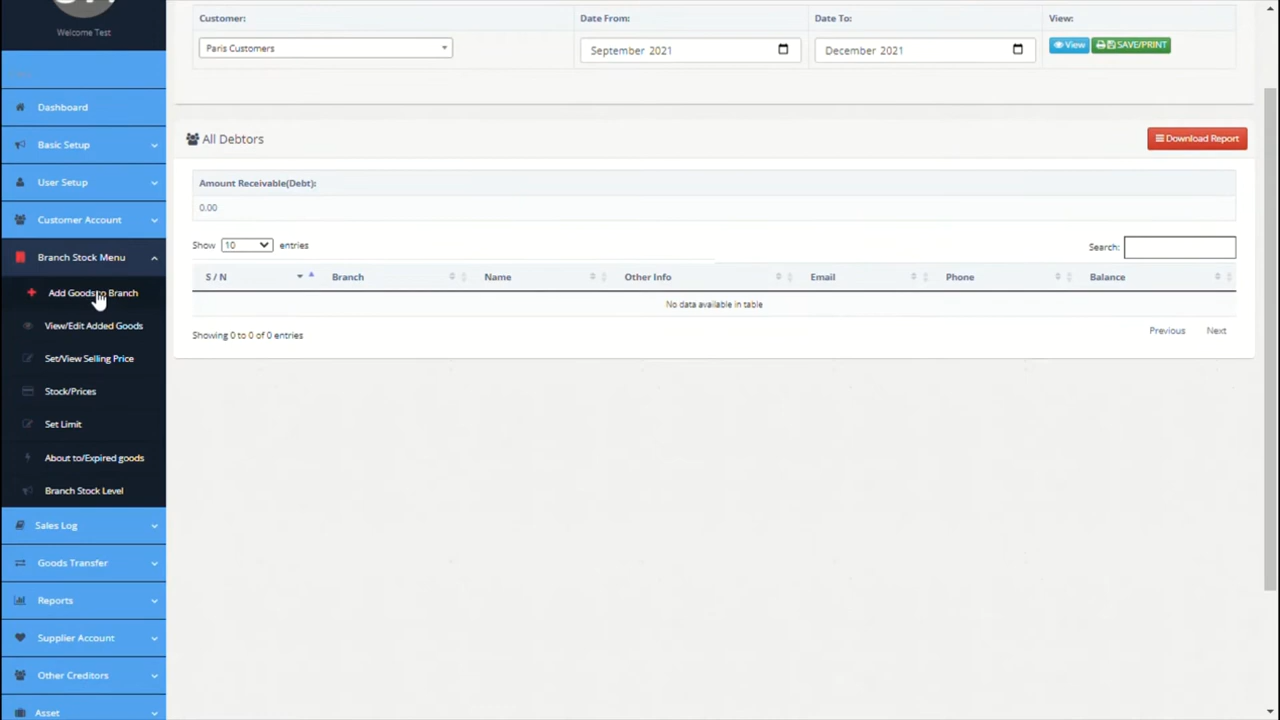 Welcome Test
Dashboard
Basic Setup
User Setup
Customer Account
Branch Stock Menu
Add Goods to Branch
View/Edit Added Goods
Set/View Selling Price
Stock/Prices
Set Limit
About to/Expired goods
Branch Stock Level
Sales Log
Goods Transfer
Reports
Supplier Account
Other Creditors
Asset
Customer: Date From: Date To: View:
Paris Customers September 2021 December 2021 View SAVE/PRINT
All Debtors Download Report
Amount Receivable(Debt):
0.00
Show 10 entries Search:
S / N Branch Name Other Info Email Phone Balance
No data available in table
Showing 0 to 0 of 0 entries Previous Next